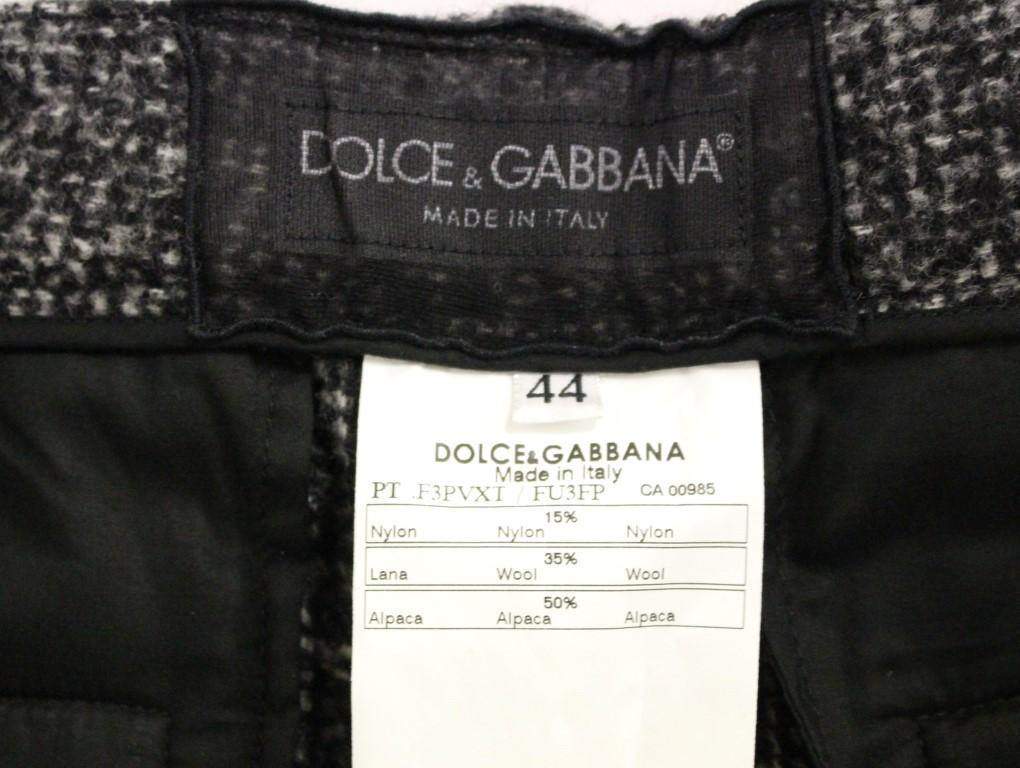 DOLCE & GABBANA®
MADE IN ITALY
44
DOLCE&GABBANA
Made in Italy
PT .F3PVXT / FU3FP CA 00985
15%
Nylon Nylon Nylon
35%
Lana Wool Wool
50%
Alpaca Alpaca Alpaca